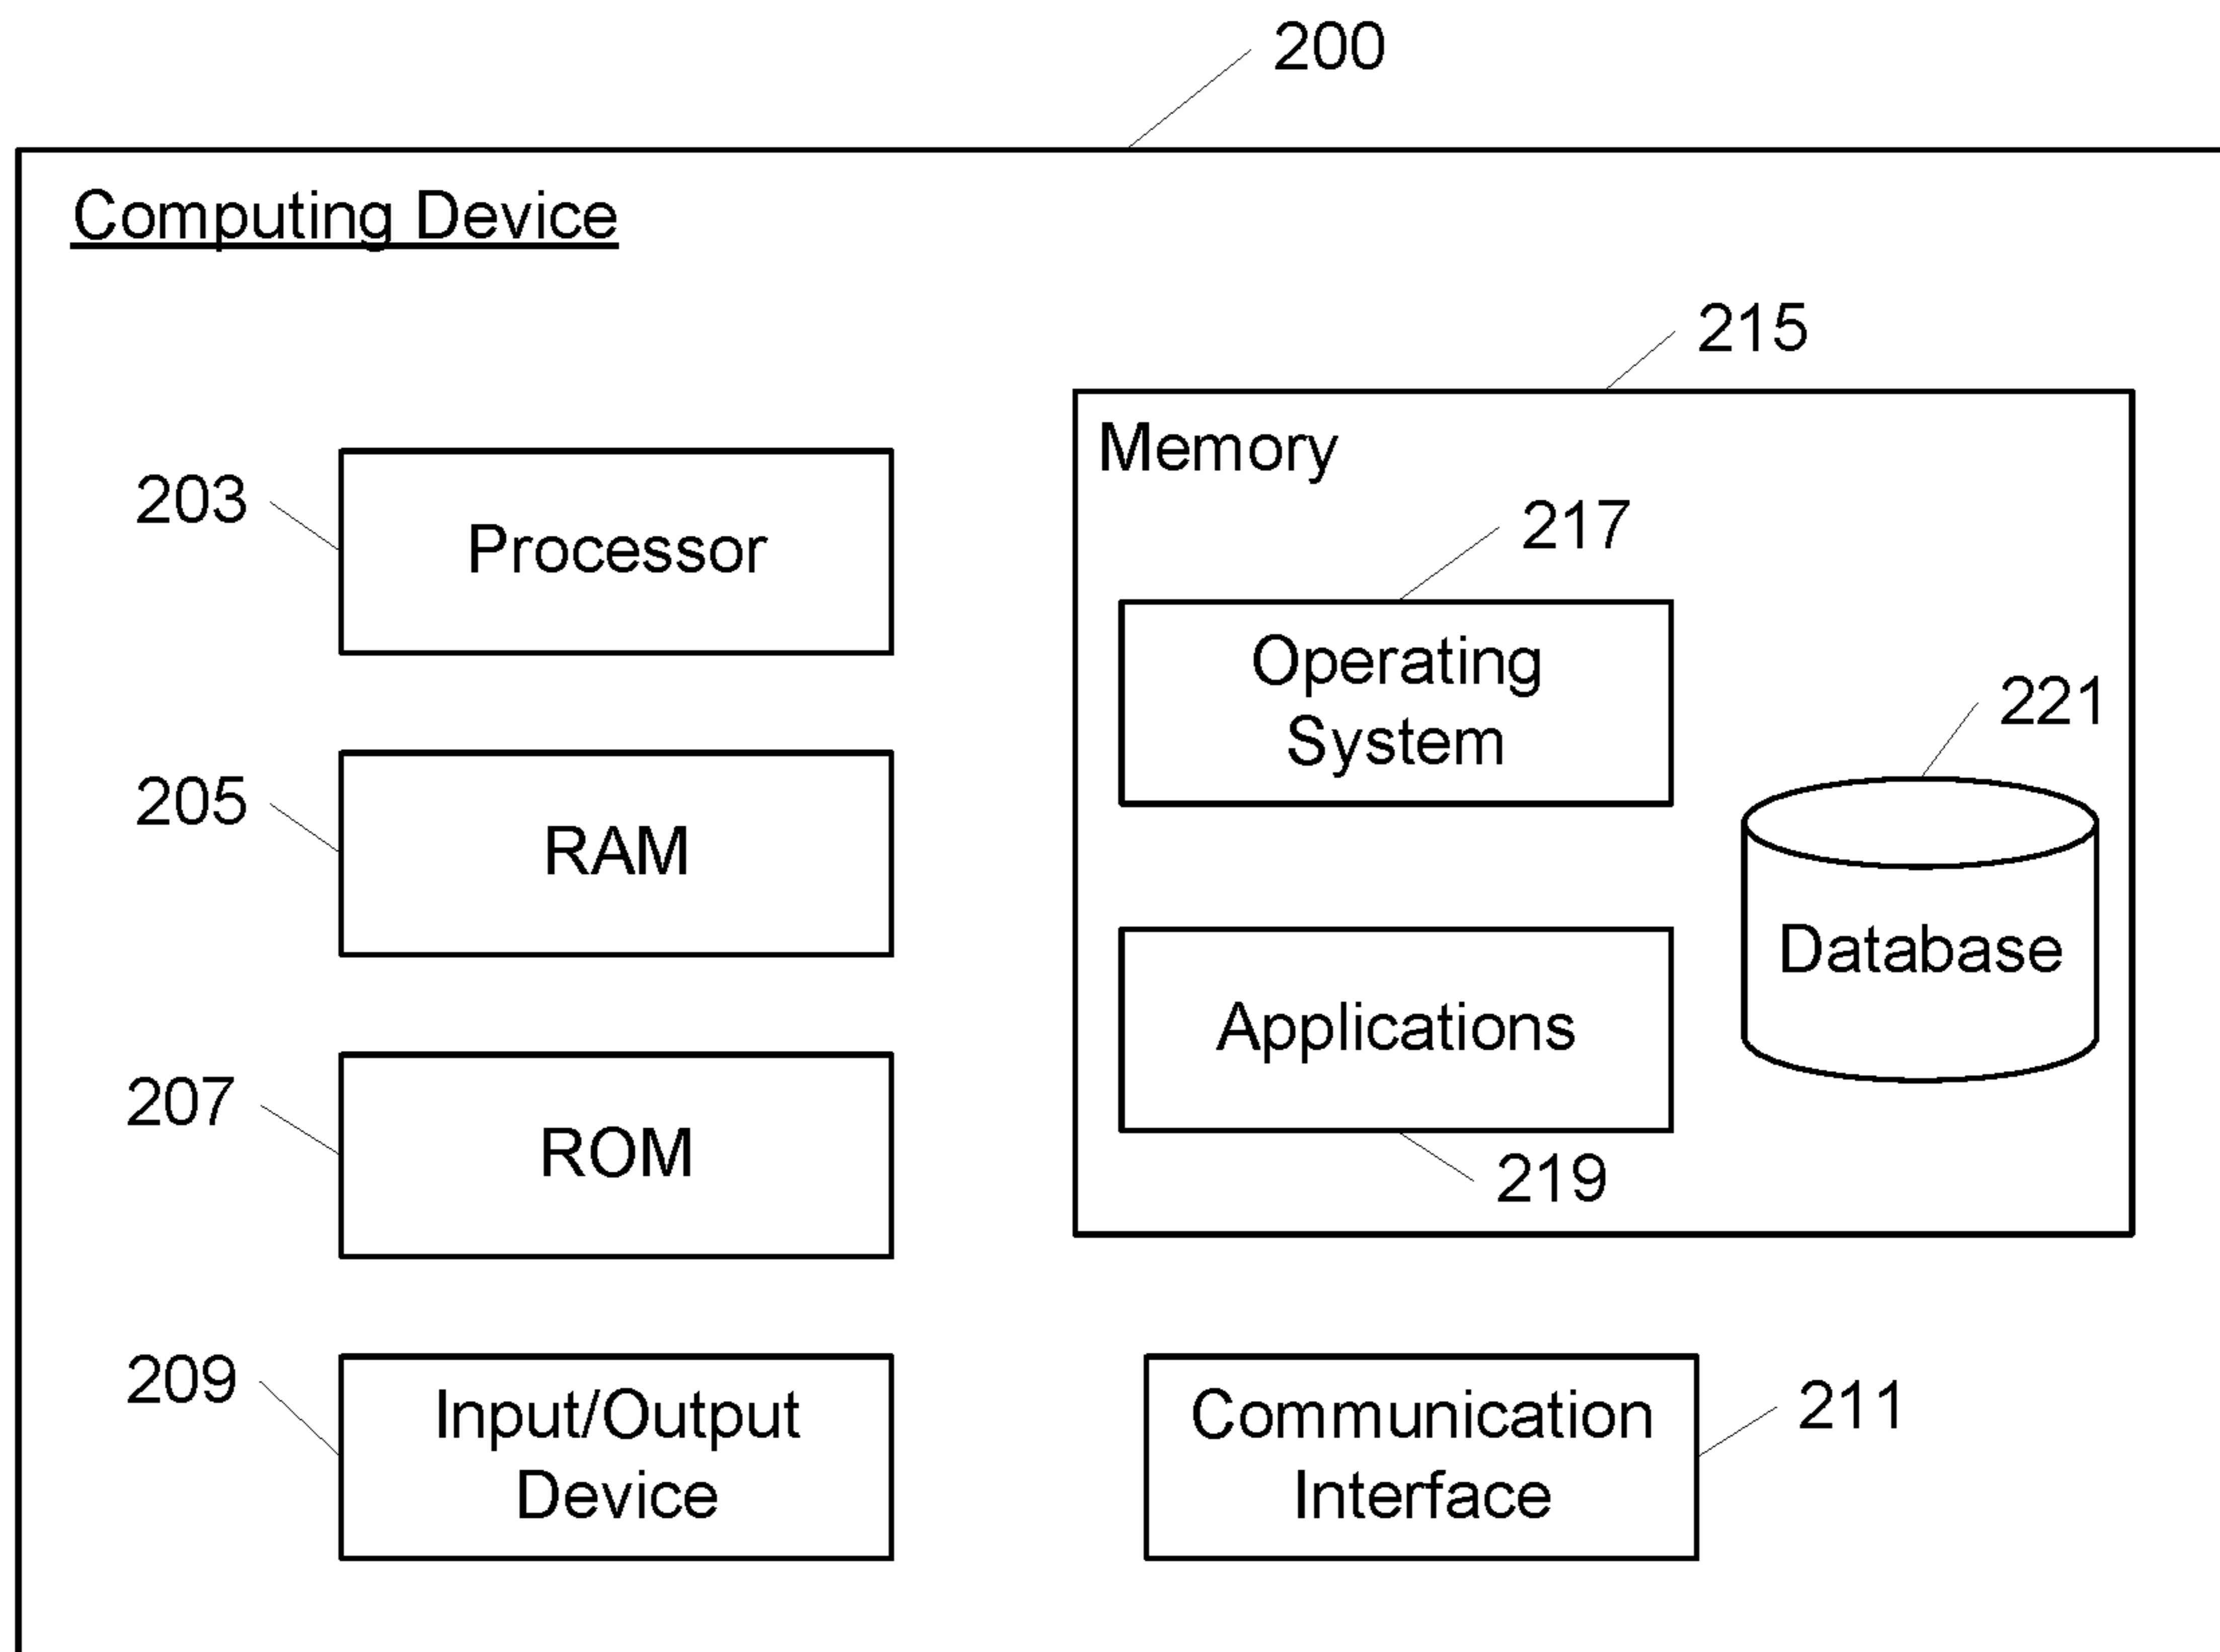 200
Computing Device
215
Memory
203
Processor
217
Operating
System
221
205
RAM
Database
Applications
207
ROM
219
209
Input/Output
Device
Communication
Interface
211